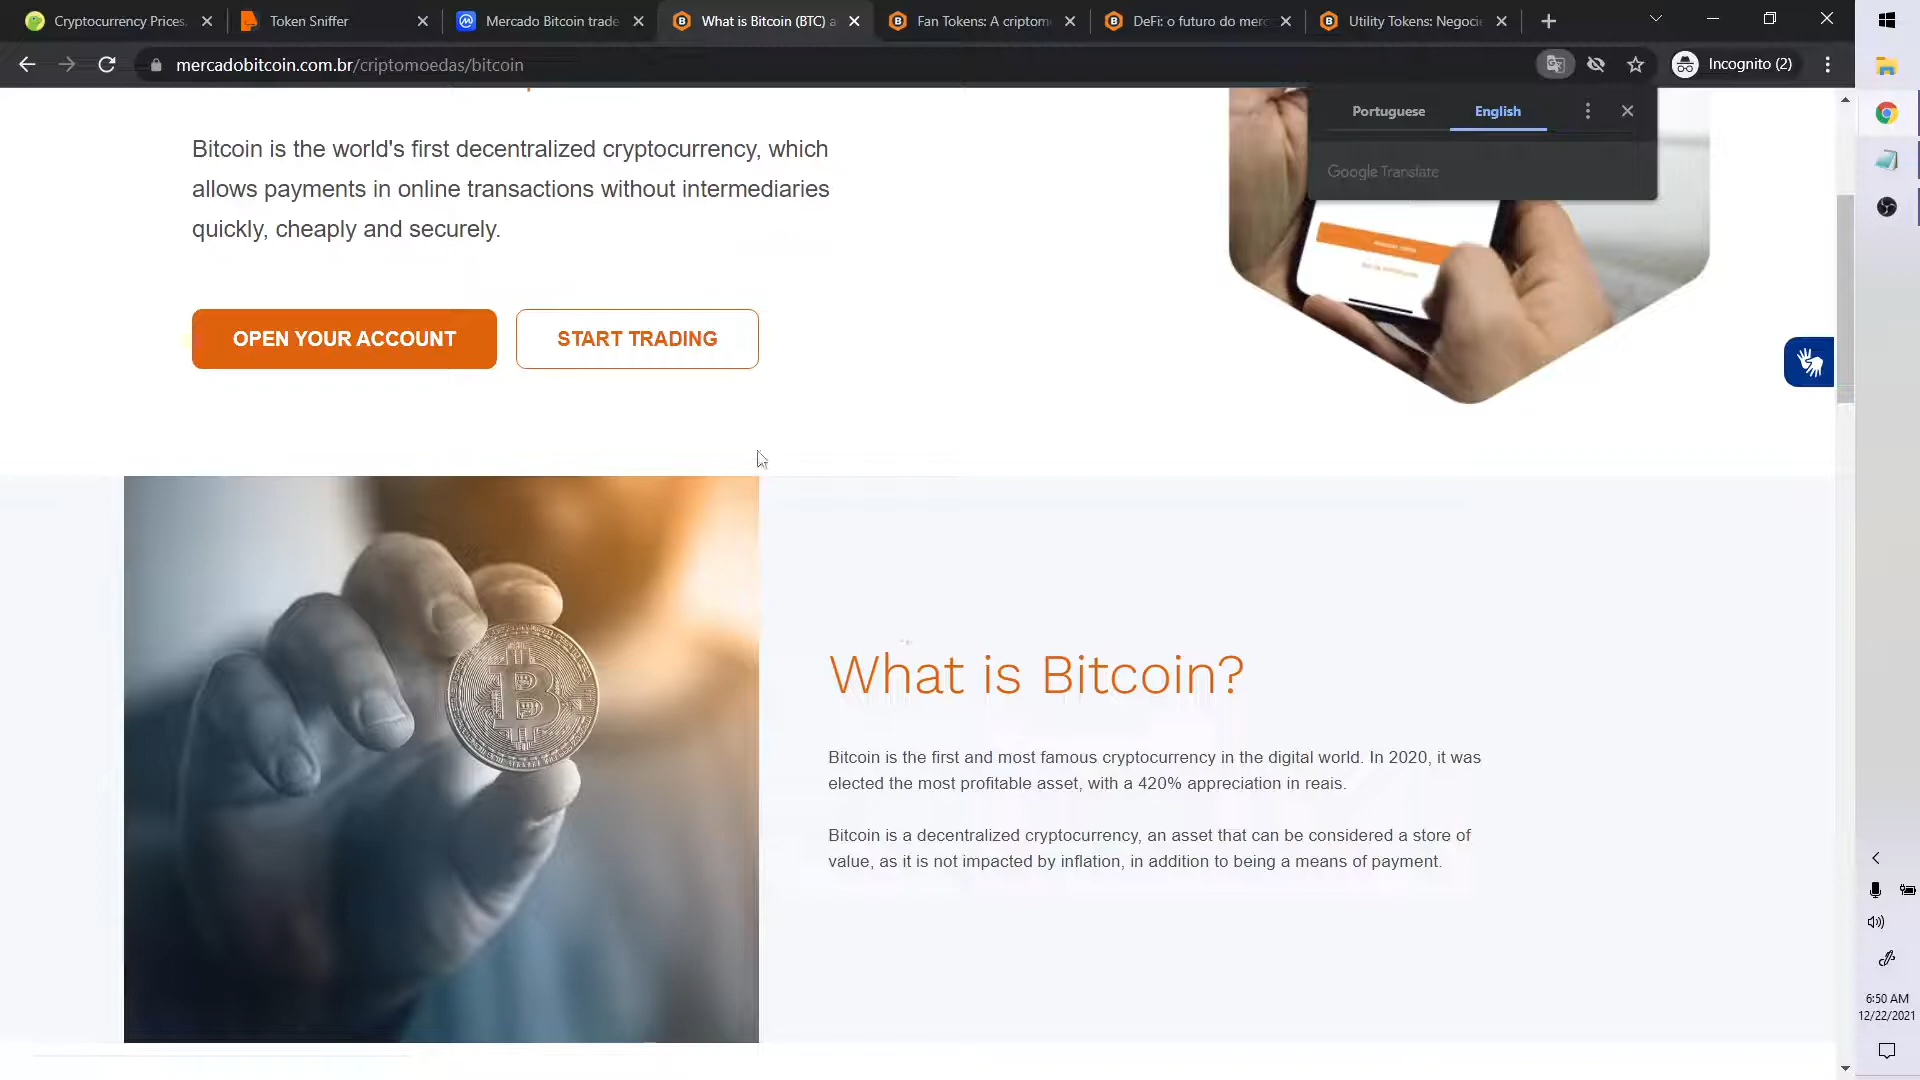 Cryptocurrency Prices,
Token Sniffer
Mercado Bitcoin trade
What is Bitcoin (BTC) a
Fan Tokens: A criptom
DeFi: o futuro do mer
Utility Tokens: Negoci
mercadobitcoin.com.br/criptomoedas/bitcoin
Incognito (2)
Portuguese
English
Google Translate
Bitcoin is the world's first decentralized cryptocurrency, which
allows payments in online transactions without intermediaries
quickly, cheaply and securely.
OPEN YOUR ACCOUNT
START TRADING
What is Bitcoin?
Bitcoin is the first and most famous cryptocurrency in the digital world. In 2020, it was
elected the most profitable asset, with a 420% appreciation in reais.
Bitcoin is a decentralized cryptocurrency, an asset that can be considered a store of
value, as it is not impacted by inflation, in addition to being a means of payment.
6:50 AM
12/22/2021